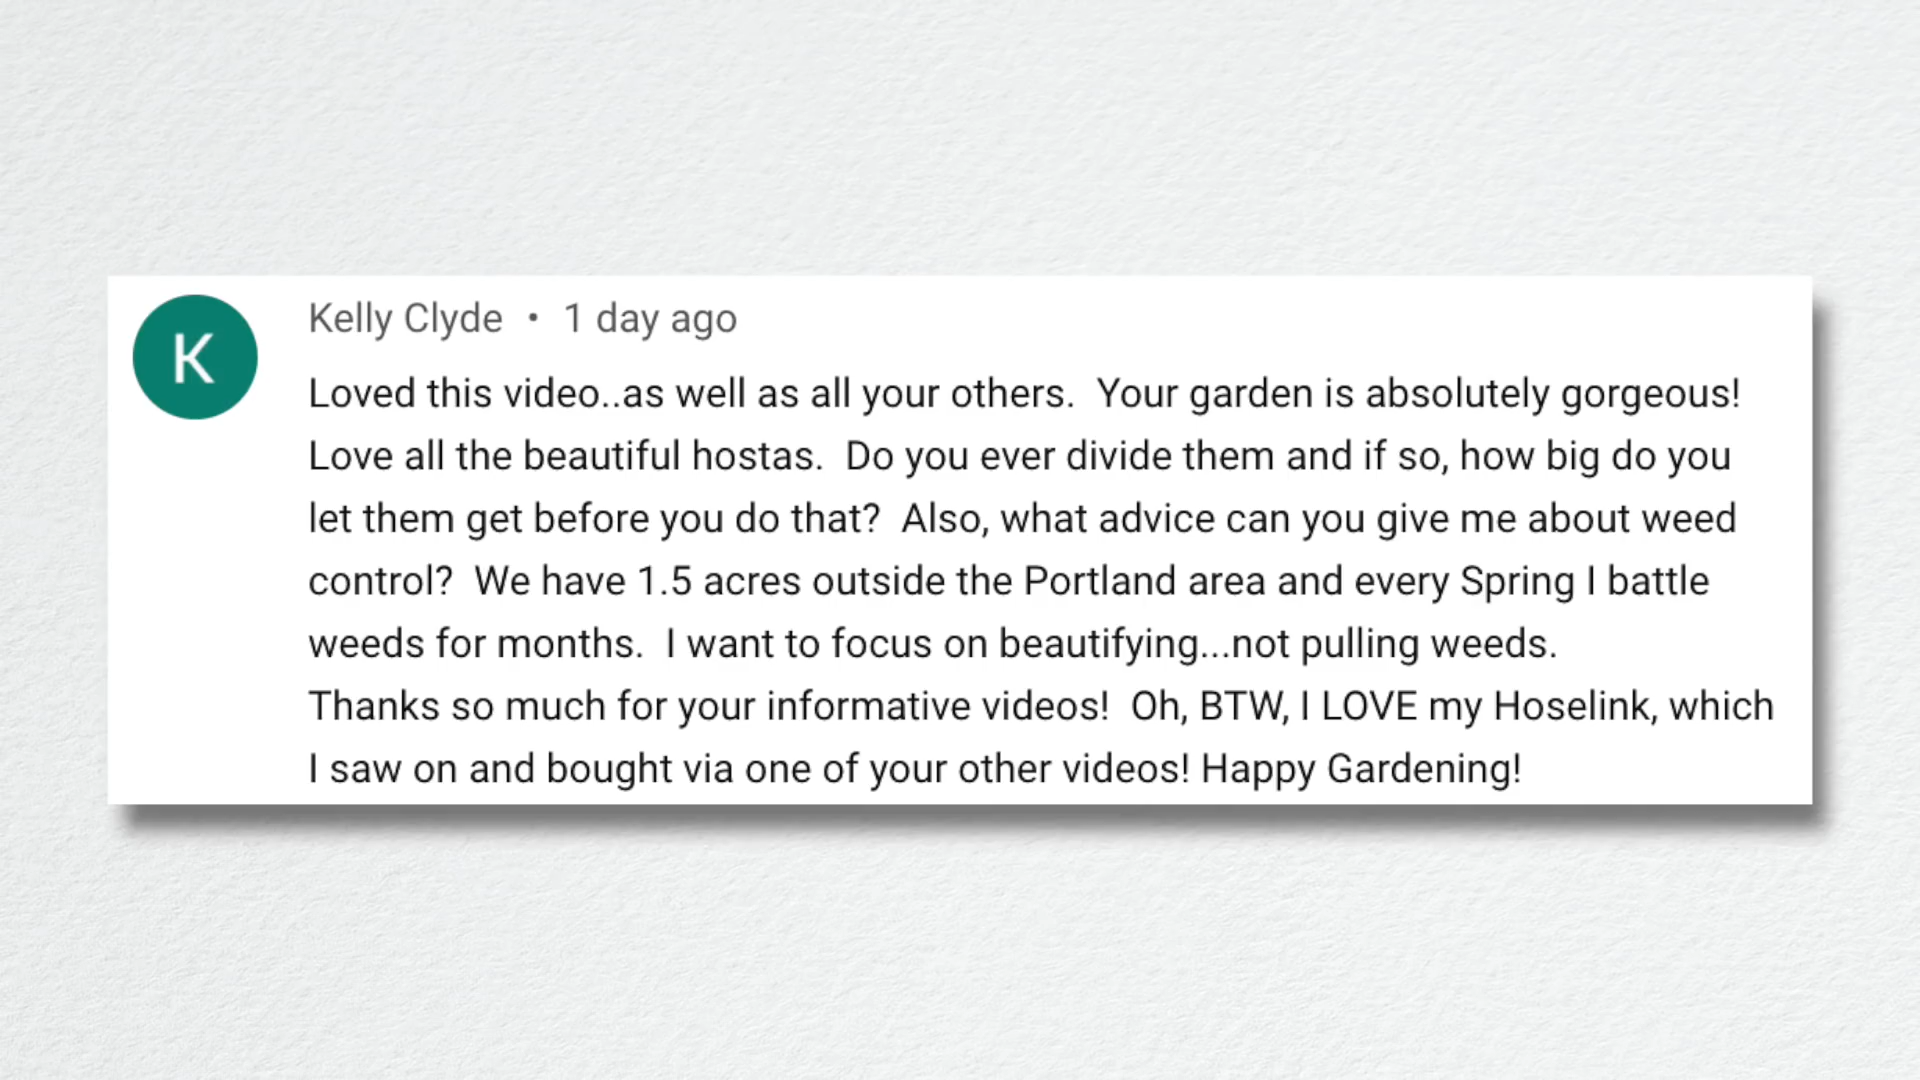 K
Kelly Clyde • 1 day ago
Loved this video..as well as all your others.  Your garden is absolutely gorgeous!
Love all the beautiful hostas.  Do you ever divide them and if so, how big do you
let them get before you do that?  Also, what advice can you give me about weed
control?  We have 1.5 acres outside the Portland area and every Spring I battle
weeds for months.  I want to focus on beautifying...not pulling weeds.
Thanks so much for your informative videos!  Oh, BTW, I LOVE my Hoselink, which
I saw on and bought via one of your other videos! Happy Gardening!